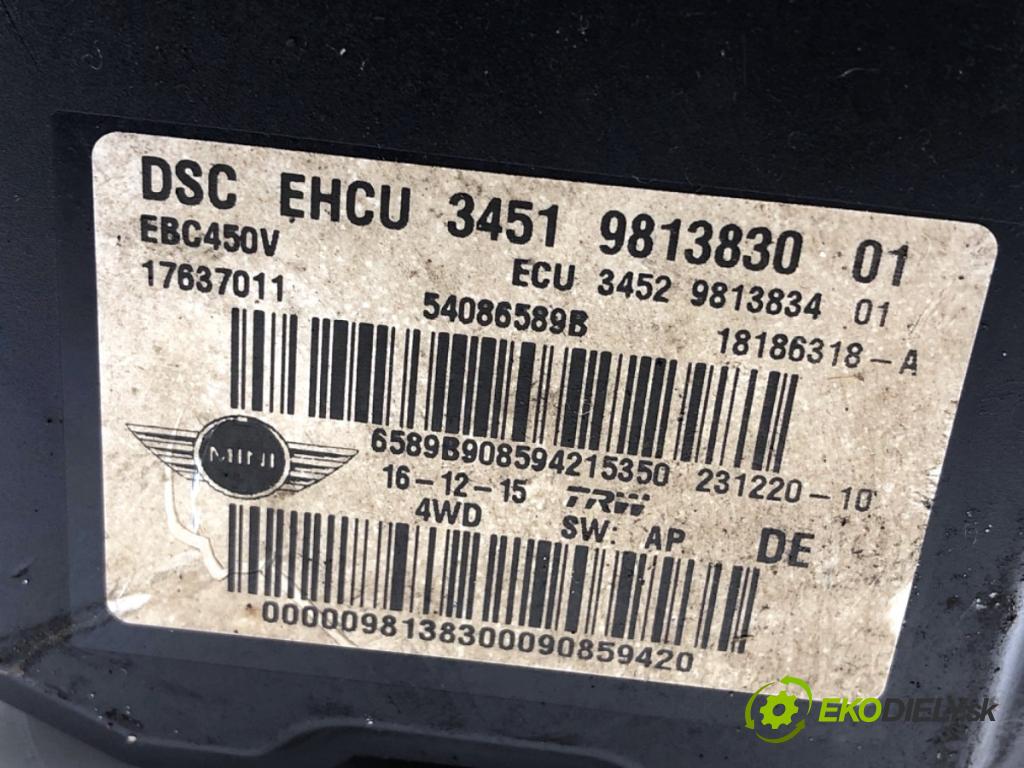 DSC EHCU 3451 9813830 01
EBC450V
ECU 3452 9813834 01
17637011
54086589B
18186318-A
MINI
6589B908594215350 231220-10
16-12-15 TRW
4WD SW: AP DE
00000981383000090859420
EKODIELY.sk